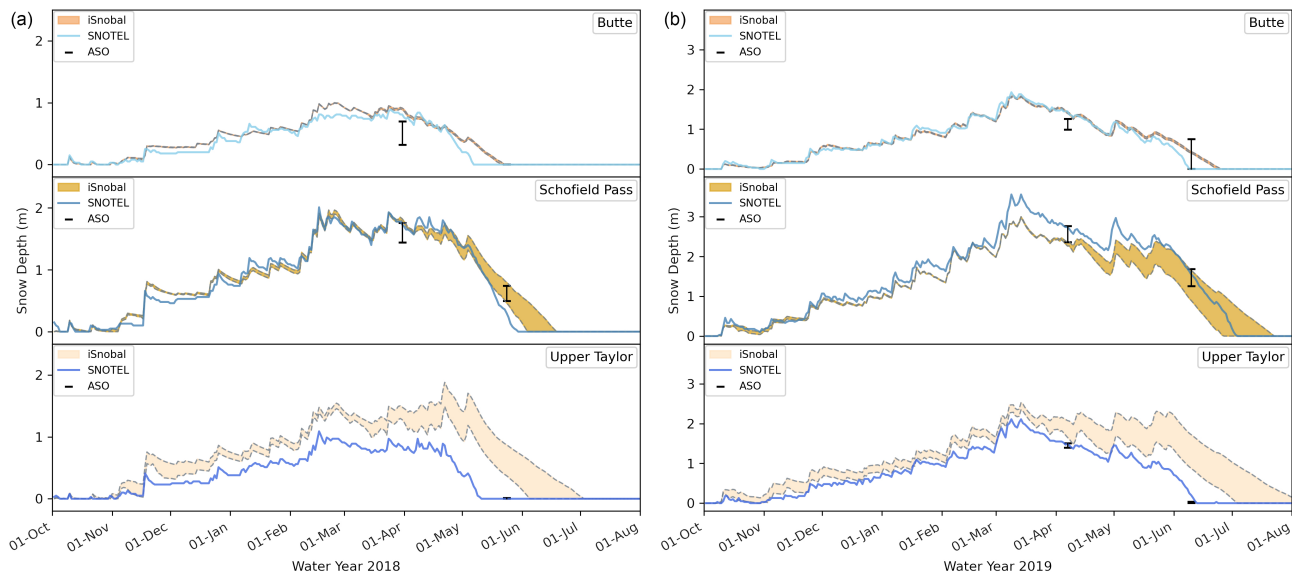 (a)
iSnobal
SNOTEL
ASO
Butte
2
1
0
iSnobal
SNOTEL
ASO
Schofield Pass
2
1
0
Snow Depth (m)
iSnobal
SNOTEL
ASO
Upper Taylor
2
1
0
01-Oct 01-Nov 01-Dec 01-Jan 01-Feb 01-Mar 01-Apr 01-May 01-Jun 01-Jul 01-Aug
Water Year 2018
(b)
iSnobal
SNOTEL
ASO
Butte
3
2
1
0
iSnobal
SNOTEL
ASO
Schofield Pass
3
2
1
0
Snow Depth (m)
iSnobal
SNOTEL
ASO
Upper Taylor
3
2
1
0
01-Oct 01-Nov 01-Dec 01-Jan 01-Feb 01-Mar 01-Apr 01-May 01-Jun 01-Jul 01-Aug
Water Year 2019